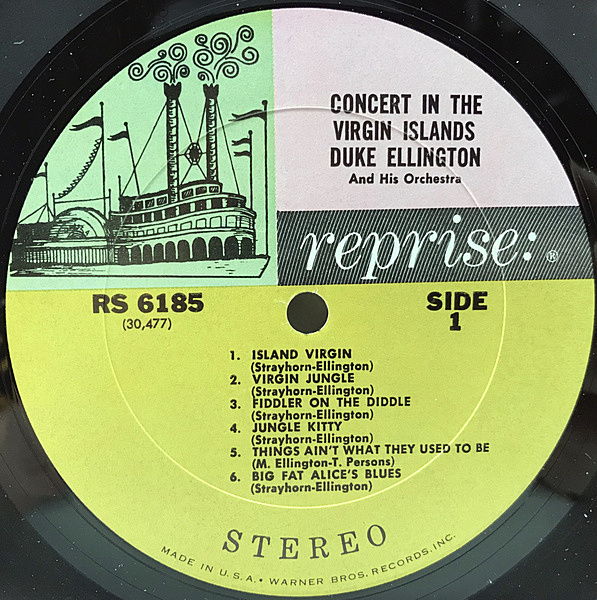 CONCERT IN THE
VIRGIN ISLANDS
DUKE ELLINGTON
And His Orchestra
reprise:®
RS 6185
(30,477)
SIDE
1
1. ISLAND VIRGIN
(Strayhorn-Ellington)
2. VIRGIN JUNGLE
(Strayhorn-Ellington)
3. FIDDLER ON THE DIDDLE
(Strayhorn-Ellington)
4. JUNGLE KITTY
(Strayhorn-Ellington)
5. THINGS AIN'T WHAT THEY USED TO BE
(M. Ellington-T. Persons)
6. BIG FAT ALICE'S BLUES
(Strayhorn-Ellington)
STEREO
MADE IN U.S.A. • WARNER BROS. RECORDS, INC.